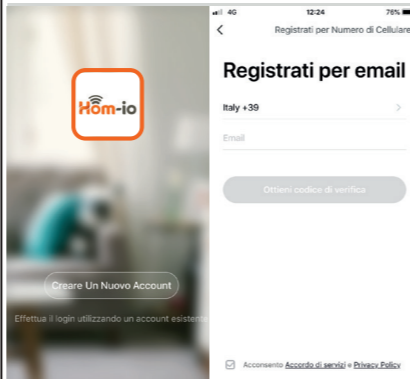 Hom-io
Creare Un Nuovo Account
Effettua il login utilizzando un account esistente
4G 12:24 76%
Registrati per Numero di Cellulare
Registrati per email
Italy +39
Email
Ottieni codice di verifica
Acconsento Accordo di servizi e Privacy Policy